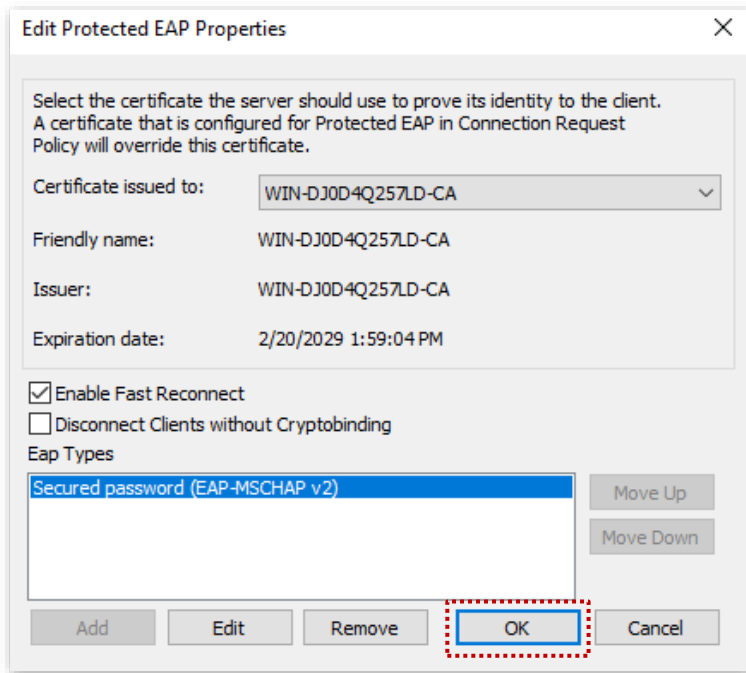 Edit Protected EAP Properties
Select the certificate the server should use to prove its identity to the client.
A certificate that is configured for Protected EAP in Connection Request
Policy will override this certificate.
Certificate issued to: WIN-DJ0D4Q257LD-CA
Friendly name: WIN-DJ0D4Q257LD-CA
Issuer: WIN-DJ0D4Q257LD-CA
Expiration date: 2/20/2029 1:59:04 PM
Enable Fast Reconnect
Disconnect Clients without Cryptobinding
Eap Types
Secured password (EAP-MSCHAP v2)
Move Up
Move Down
Add Edit Remove OK Cancel